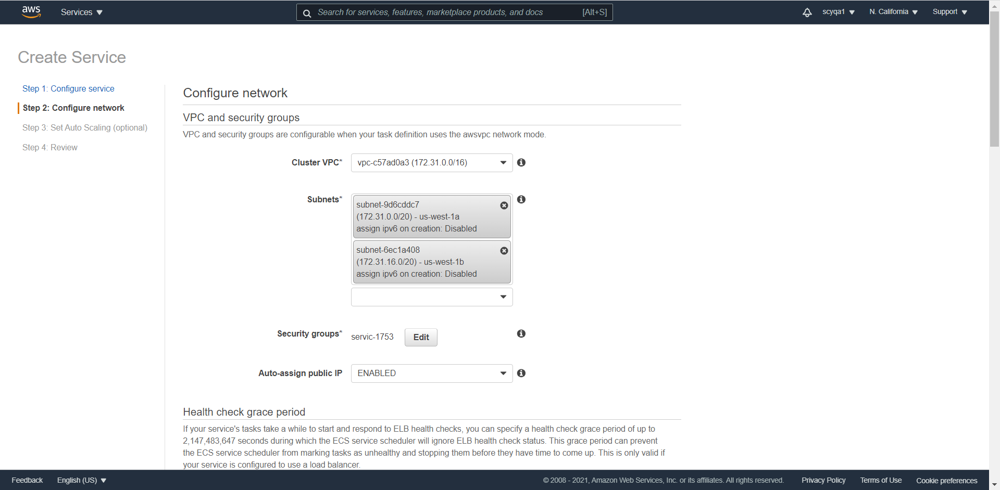 aws
Services
Search for services, features, marketplace products, and docs [Alt+S]
scyqa1
N. California
Support
Create Service
Step 1: Configure service
Step 2: Configure network
Step 3: Set Auto Scaling (optional)
Step 4: Review
Configure network
VPC and security groups
VPC and security groups are configurable when your task definition uses the awsvpc network mode.
Cluster VPC* vpc-c57ad0a3 (172.31.0.0/16)
Subnets*
subnet-9d6cddc7
(172.31.0.0/20) - us-west-1a
assign ipv6 on creation: Disabled
subnet-6ec1a408
(172.31.16.0/20) - us-west-1b
assign ipv6 on creation: Disabled
Security groups* servic-1753 Edit
Auto-assign public IP ENABLED
Health check grace period
If your service's tasks take a while to start and respond to ELB health checks, you can specify a health check grace period of up to
2,147,483,647 seconds during which the ECS service scheduler will ignore ELB health check status. This grace period can prevent
the ECS service scheduler from marking tasks as unhealthy and stopping them before they have time to come up. This is only valid if
your service is configured to use a load balancer.
Feedback
English (US)
© 2008 - 2021, Amazon Web Services, Inc. or its affiliates. All rights reserved.
Privacy Policy
Terms of Use
Cookie preferences